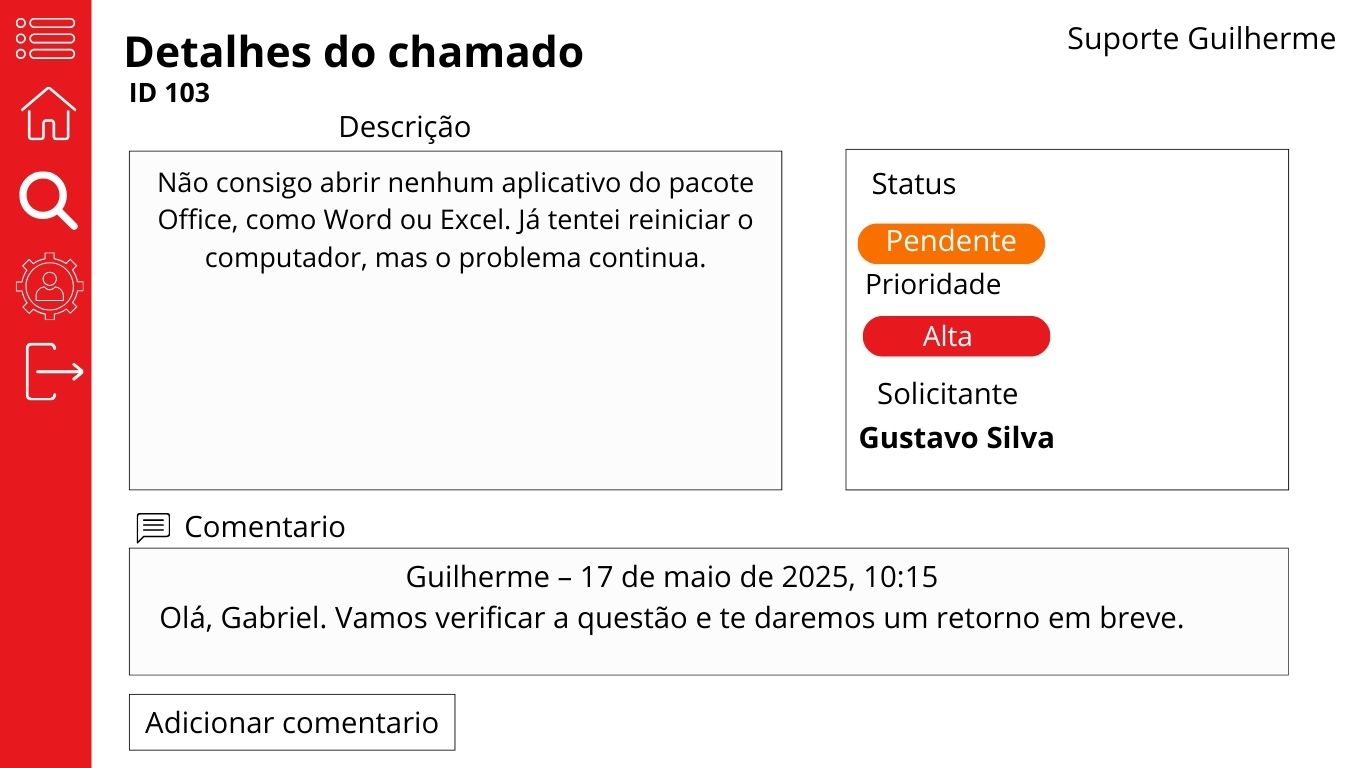 Suporte Guilherme
Detalhes do chamado
ID 103
Descrição
Não consigo abrir nenhum aplicativo do pacote
Office, como Word ou Excel. Já tentei reiniciar o
computador, mas o problema continua.
Status
Pendente
Prioridade
Alta
Solicitante
Gustavo Silva
Comentario
Guilherme – 17 de maio de 2025, 10:15
Olá, Gabriel. Vamos verificar a questão e te daremos um retorno em breve.
Adicionar comentario